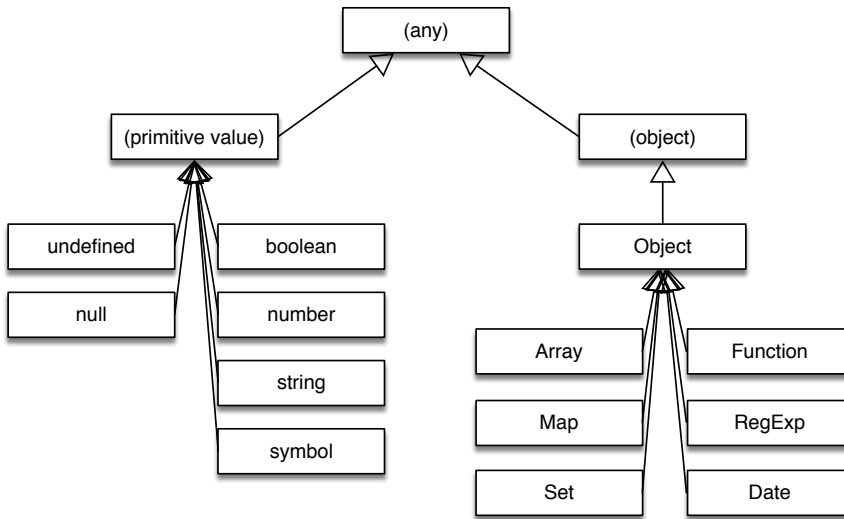 (any)
(primitive value)
(object)
undefined
boolean
Object
null
number
Array
Function
string
Map
RegExp
symbol
Set
Date